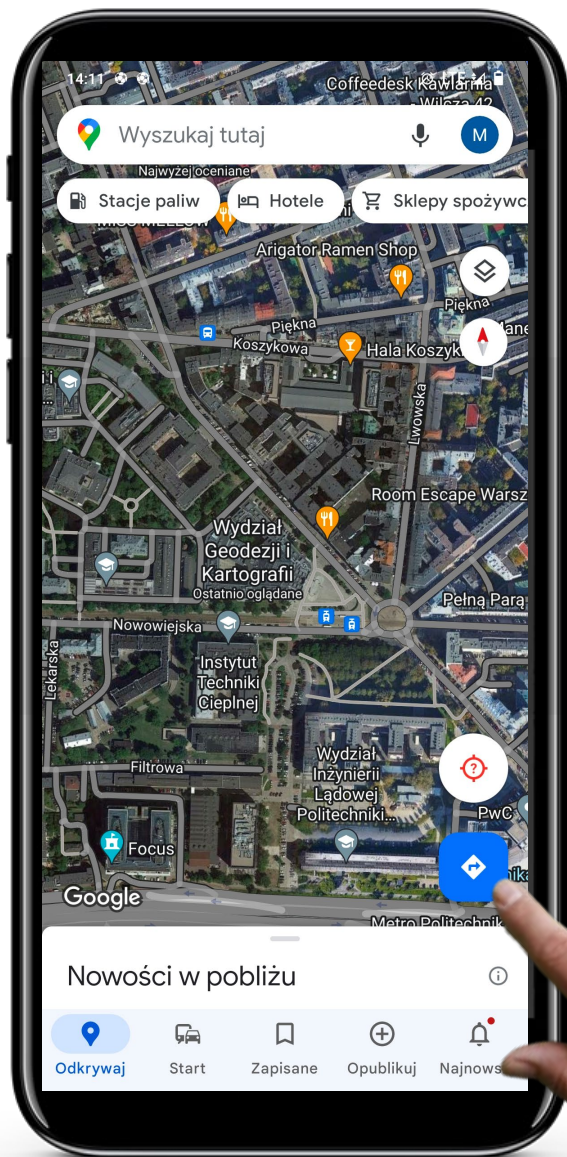 14:11
Coffeedesk Kawiarnia
- Wilcza 42
Wyszukaj tutaj
M
Najwyżej oceniane
Stacje paliw
Hotele
Sklepy spożywc
Arigator Ramen Shop
Piękna
Piękna
Koszykowa
Hala Koszyk
Lwowska
Room Escape Warsz
Wydział
Geodezji i
Kartografii
Ostatnio oglądane
Pełną Parą
Nowowiejska
Lekarska
Instytut
Techniki
Cieplnej
Filtrowa
Wydział
Inżynierii
Lądowej
Politechniki...
PwC
Focus
Google
Metro Politechnik
Nowości w pobliżu
Odkrywaj
Start
Zapisane
Opublikuj
Najnows